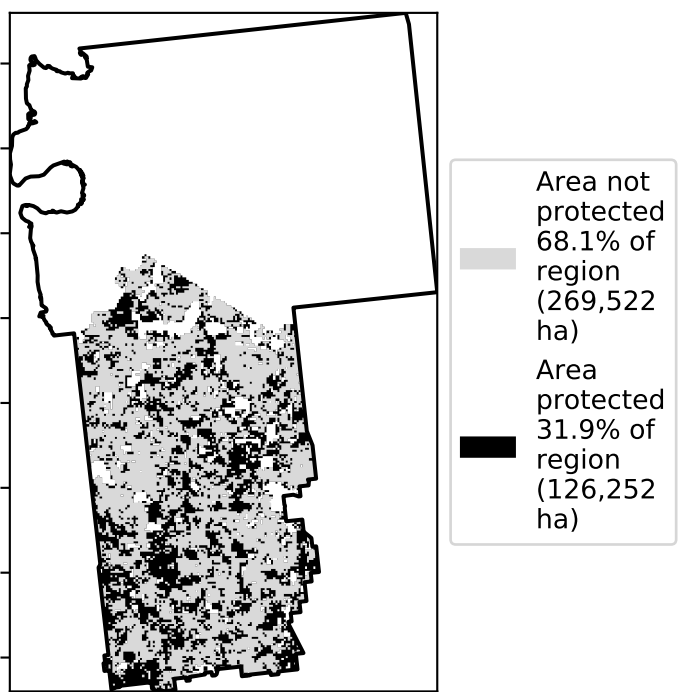 Area not
protected
68.1% of
region
(269,522
ha)
Area
protected
31.9% of
region
(126,252
ha)